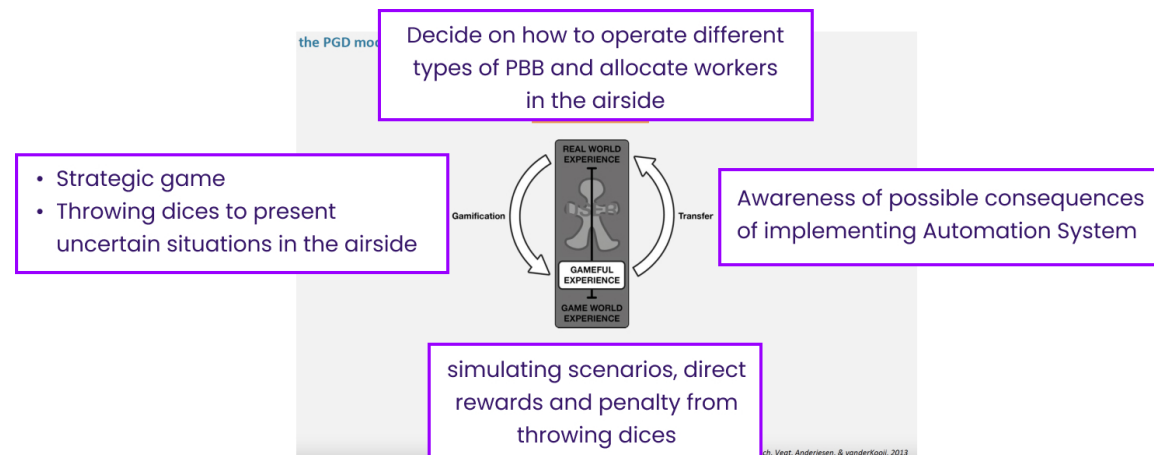 the PGD mo
Decide on how to operate different
types of PBB and allocate workers
in the airside
• Strategic game
• Throwing dices to present
uncertain situations in the airside
Gamification
REAL WORLD
EXPERIENCE
GAMEFUL
EXPERIENCE
GAME WORLD
EXPERIENCE
Transfer
Awareness of possible consequences
of implementing Automation System
simulating scenarios, direct
rewards and penalty from
throwing dices
ch, Vegt, Anderiesen, & vanderKooij, 2013